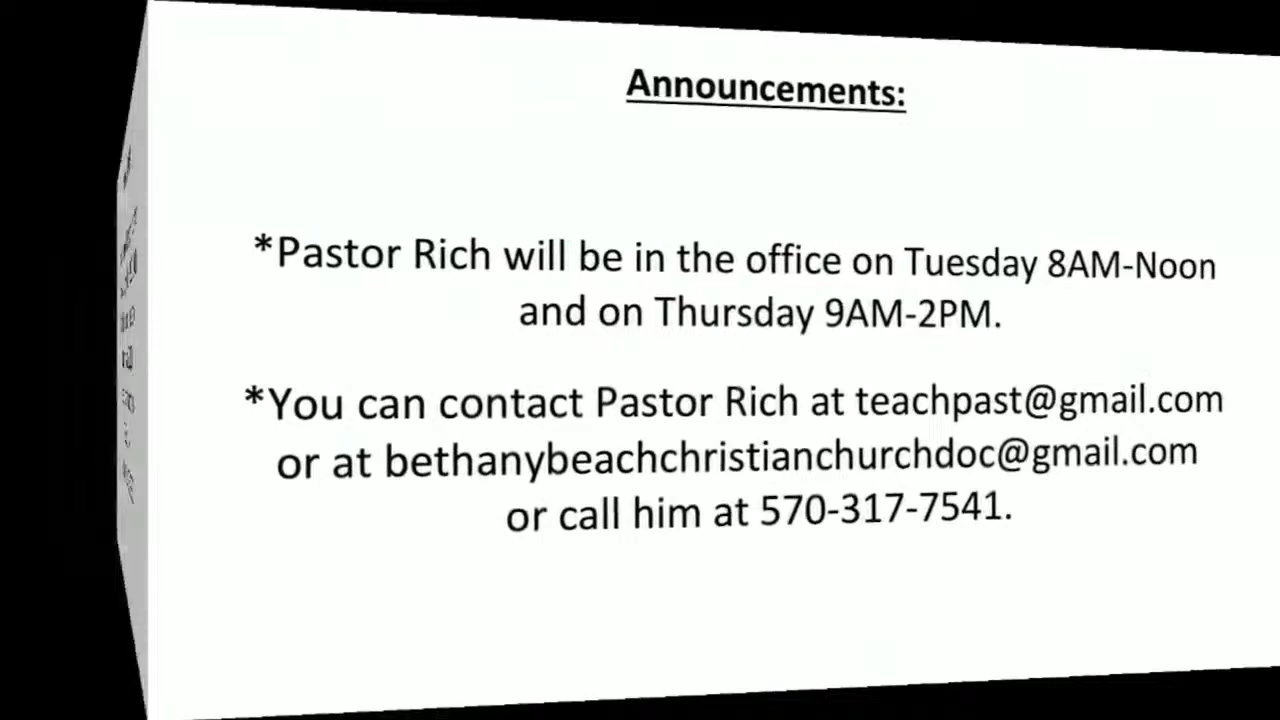 Announcements:
*Pastor Rich will be in the office on Tuesday 8AM-Noon
and on Thursday 9AM-2PM.
*You can contact Pastor Rich at teachpast@gmail.com
or at bethanybeachchristianchurchdoc@gmail.com
or call him at 570-317-7541.